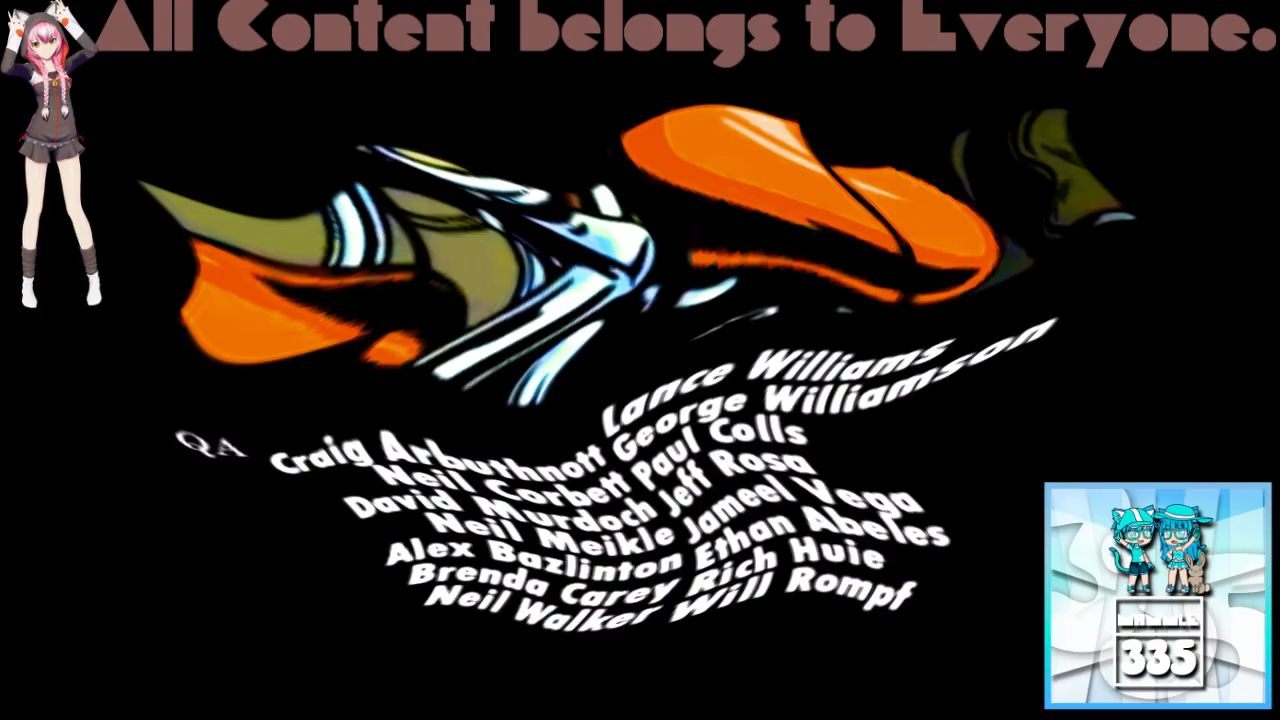 All Content belongs to Everyone.
Lance Williams
George Williamson
QA
Craig Arbuthnott Paul Colls
Neil Corbett Jeff Rosa
David Murdoch Jameel Vega
Neil Meikle Ethan Abeles
Alex Bazlinton Rich Huie
Brenda Carey Will Rompf
Neil Walker
335